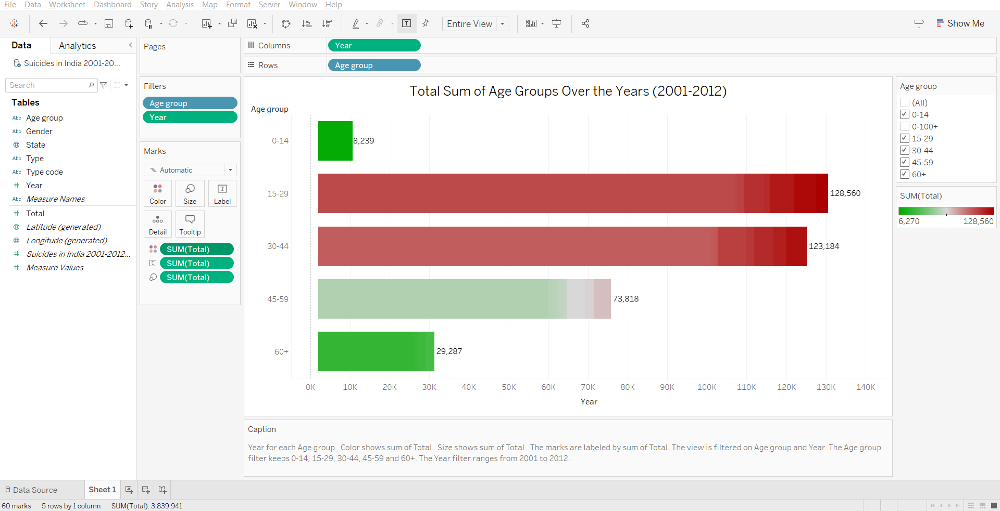 File Data Worksheet Dashboard Story Analysis Map Format Server Window Help
Entire View
Show Me
Data Analytics
Suicides in India 2001-20...
Search
Tables
Abc Age group
Abc Gender
State
Abc Type
Abc Type code
# Year
Abc Measure Names
# Total
Latitude (generated)
Longitude (generated)
# Suicides in India 2001-2012...
# Measure Values
Pages
Filters
Age group
Year
Marks
Automatic
Color Size Label
Detail Tooltip
SUM(Total)
SUM(Total)
SUM(Total)
Columns Year
Rows Age group
Total Sum of Age Groups Over the Years (2001-2012)
Age group
0-14 8,239
15-29 128,560
30-44 123,184
45-59 73,818
60+ 29,287
0K 10K 20K 30K 40K 50K 60K 70K 80K 90K 100K 110K 120K 130K 140K
Year
Caption
Year for each Age group. Color shows sum of Total. Size shows sum of Total. The marks are labeled by sum of Total. The view is filtered on Age group and Year. The Age group
filter keeps 0-14, 15-29, 30-44, 45-59 and 60+. The Year filter ranges from 2001 to 2012.
Age group
(All)
0-14
0-100+
15-29
30-44
45-59
60+
SUM(Total)
6,270 128,560
Data Source Sheet 1
60 marks 5 rows by 1 column SUM(Total): 3,839,941